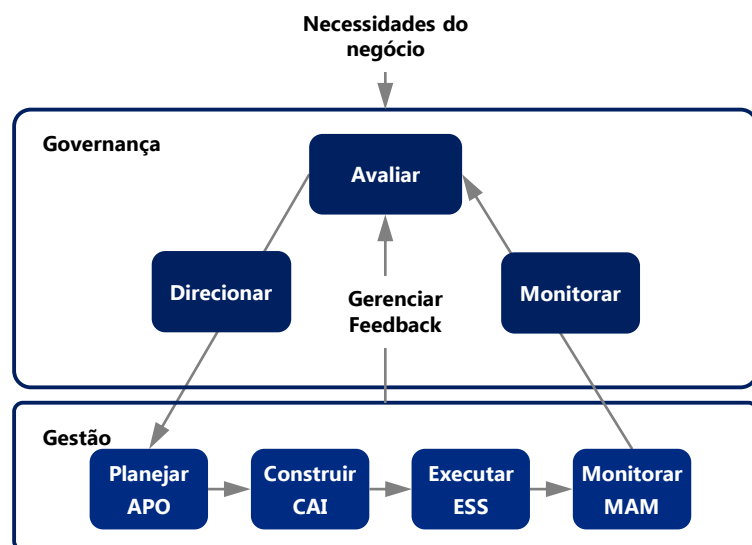 Necessidades do
negócio
Governança
Avaliar
Direcionar
Gerenciar
Feedback
Monitorar
Gestão
Planejar
APO
Construir
CAI
Executar
ESS
Monitorar
MAM